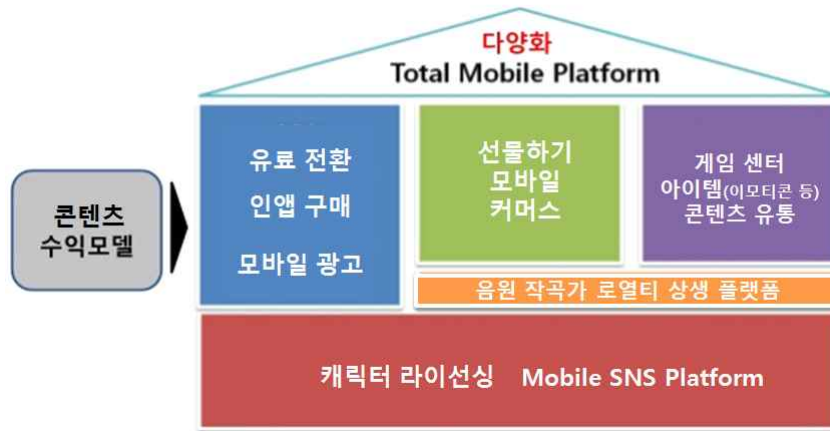 다양화
Total Mobile Platform
콘텐츠
수익모델
유료 전환
인앱 구매
모바일 광고
선물하기
모바일
커머스
게임 센터
아이템(이모티콘 등)
콘텐츠 유통
음원 작곡가 로열티 상생 플랫폼
캐릭터 라이선싱 Mobile SNS Platform